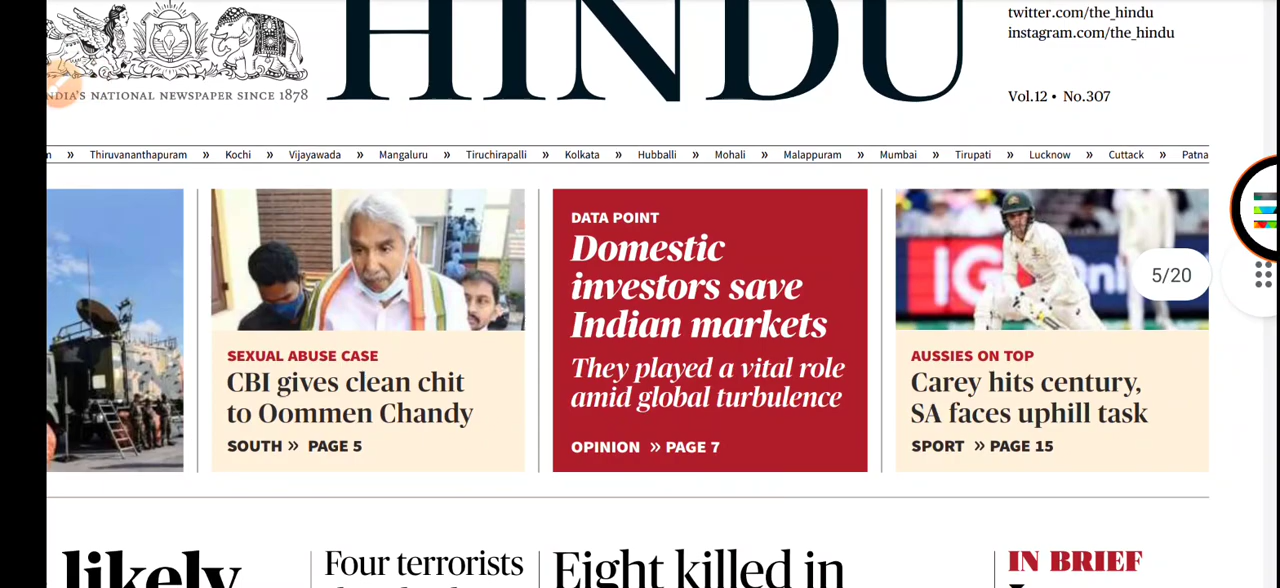 HINDU
twitter.com/the_hindu
instagram.com/the_hindu
INDIA'S NATIONAL NEWSPAPER SINCE 1878
Vol.12 • No.307
» Thiruvananthapuram » Kochi » Vijayawada » Mangaluru » Tiruchirapalli » Kolkata » Hubballi » Mohali » Malappuram » Mumbai » Tirupati » Lucknow » Cuttack » Patna
SEXUAL ABUSE CASE
CBI gives clean chit
to Oommen Chandy
SOUTH » PAGE 5
DATA POINT
Domestic
investors save
Indian markets
They played a vital role
amid global turbulence
OPINION » PAGE 7
IG
5/20
AUSSIES ON TOP
Carey hits century,
SA faces uphill task
SPORT » PAGE 15
likely
Four terrorists
Eight killed in
IN BRIEF